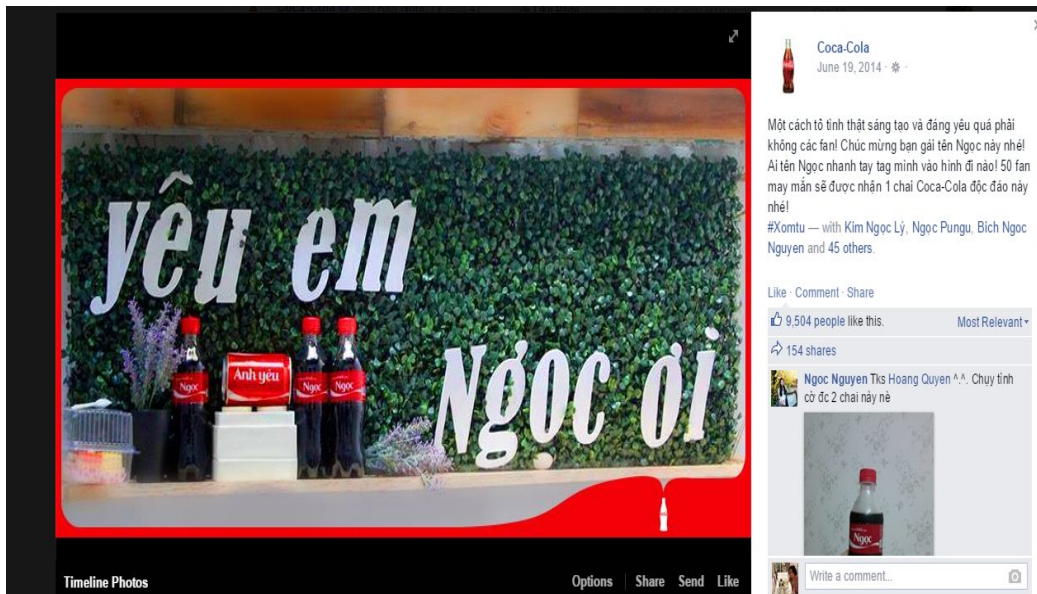 Coca-Cola
June 19, 2014
Một cách tỏ tình thật sáng tạo và đáng yêu quá phải
không các fan! Chúc mừng bạn gái tên Ngọc này nhé!
Ai tên Ngọc nhanh tay tag mình vào hình đi nào! 50 fan
may mắn sẽ được nhận 1 chai Coca-Cola độc đáo này
nhé!
#Xomtu — with Kim Ngọc Lý, Ngọc Pungu, Bich Ngoc
Nguyen and 45 others.
Like · Comment · Share
9,504 people like this.
Most Relevant
154 shares
Ngoc Nguyen Tks Hoang Quyen ^.^. Chụy tình
cờ đc 2 chai này nè
Ngọc
Write a comment...
yêu em
Ngọc ơi
Ngọc
Anh yêu
Ngọc
Ngọc
Timeline Photos
Options
Share
Send
Like